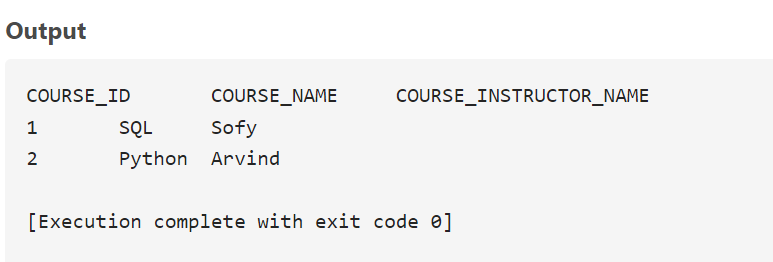 Output
COURSE_ID COURSE_NAME COURSE_INSTRUCTOR_NAME
1 SQL Sofy
2 Python Arvind
[Execution complete with exit code 0]